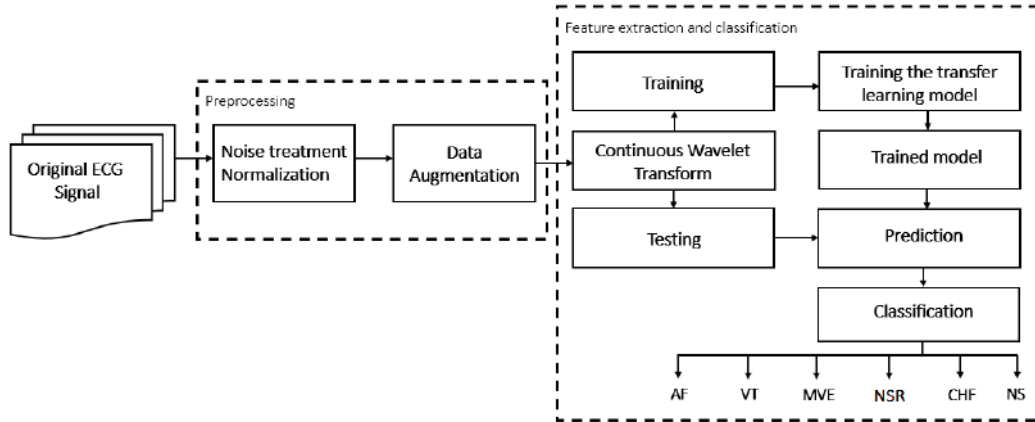 Feature extraction and classification
Preprocessing
Original ECG
Signal
Noise treatment
Normalization
Data
Augmentation
Training
Continuous Wavelet
Transform
Testing
Training the transfer
learning model
Trained model
Prediction
Classification
AF VT MVE NSR CHF NS